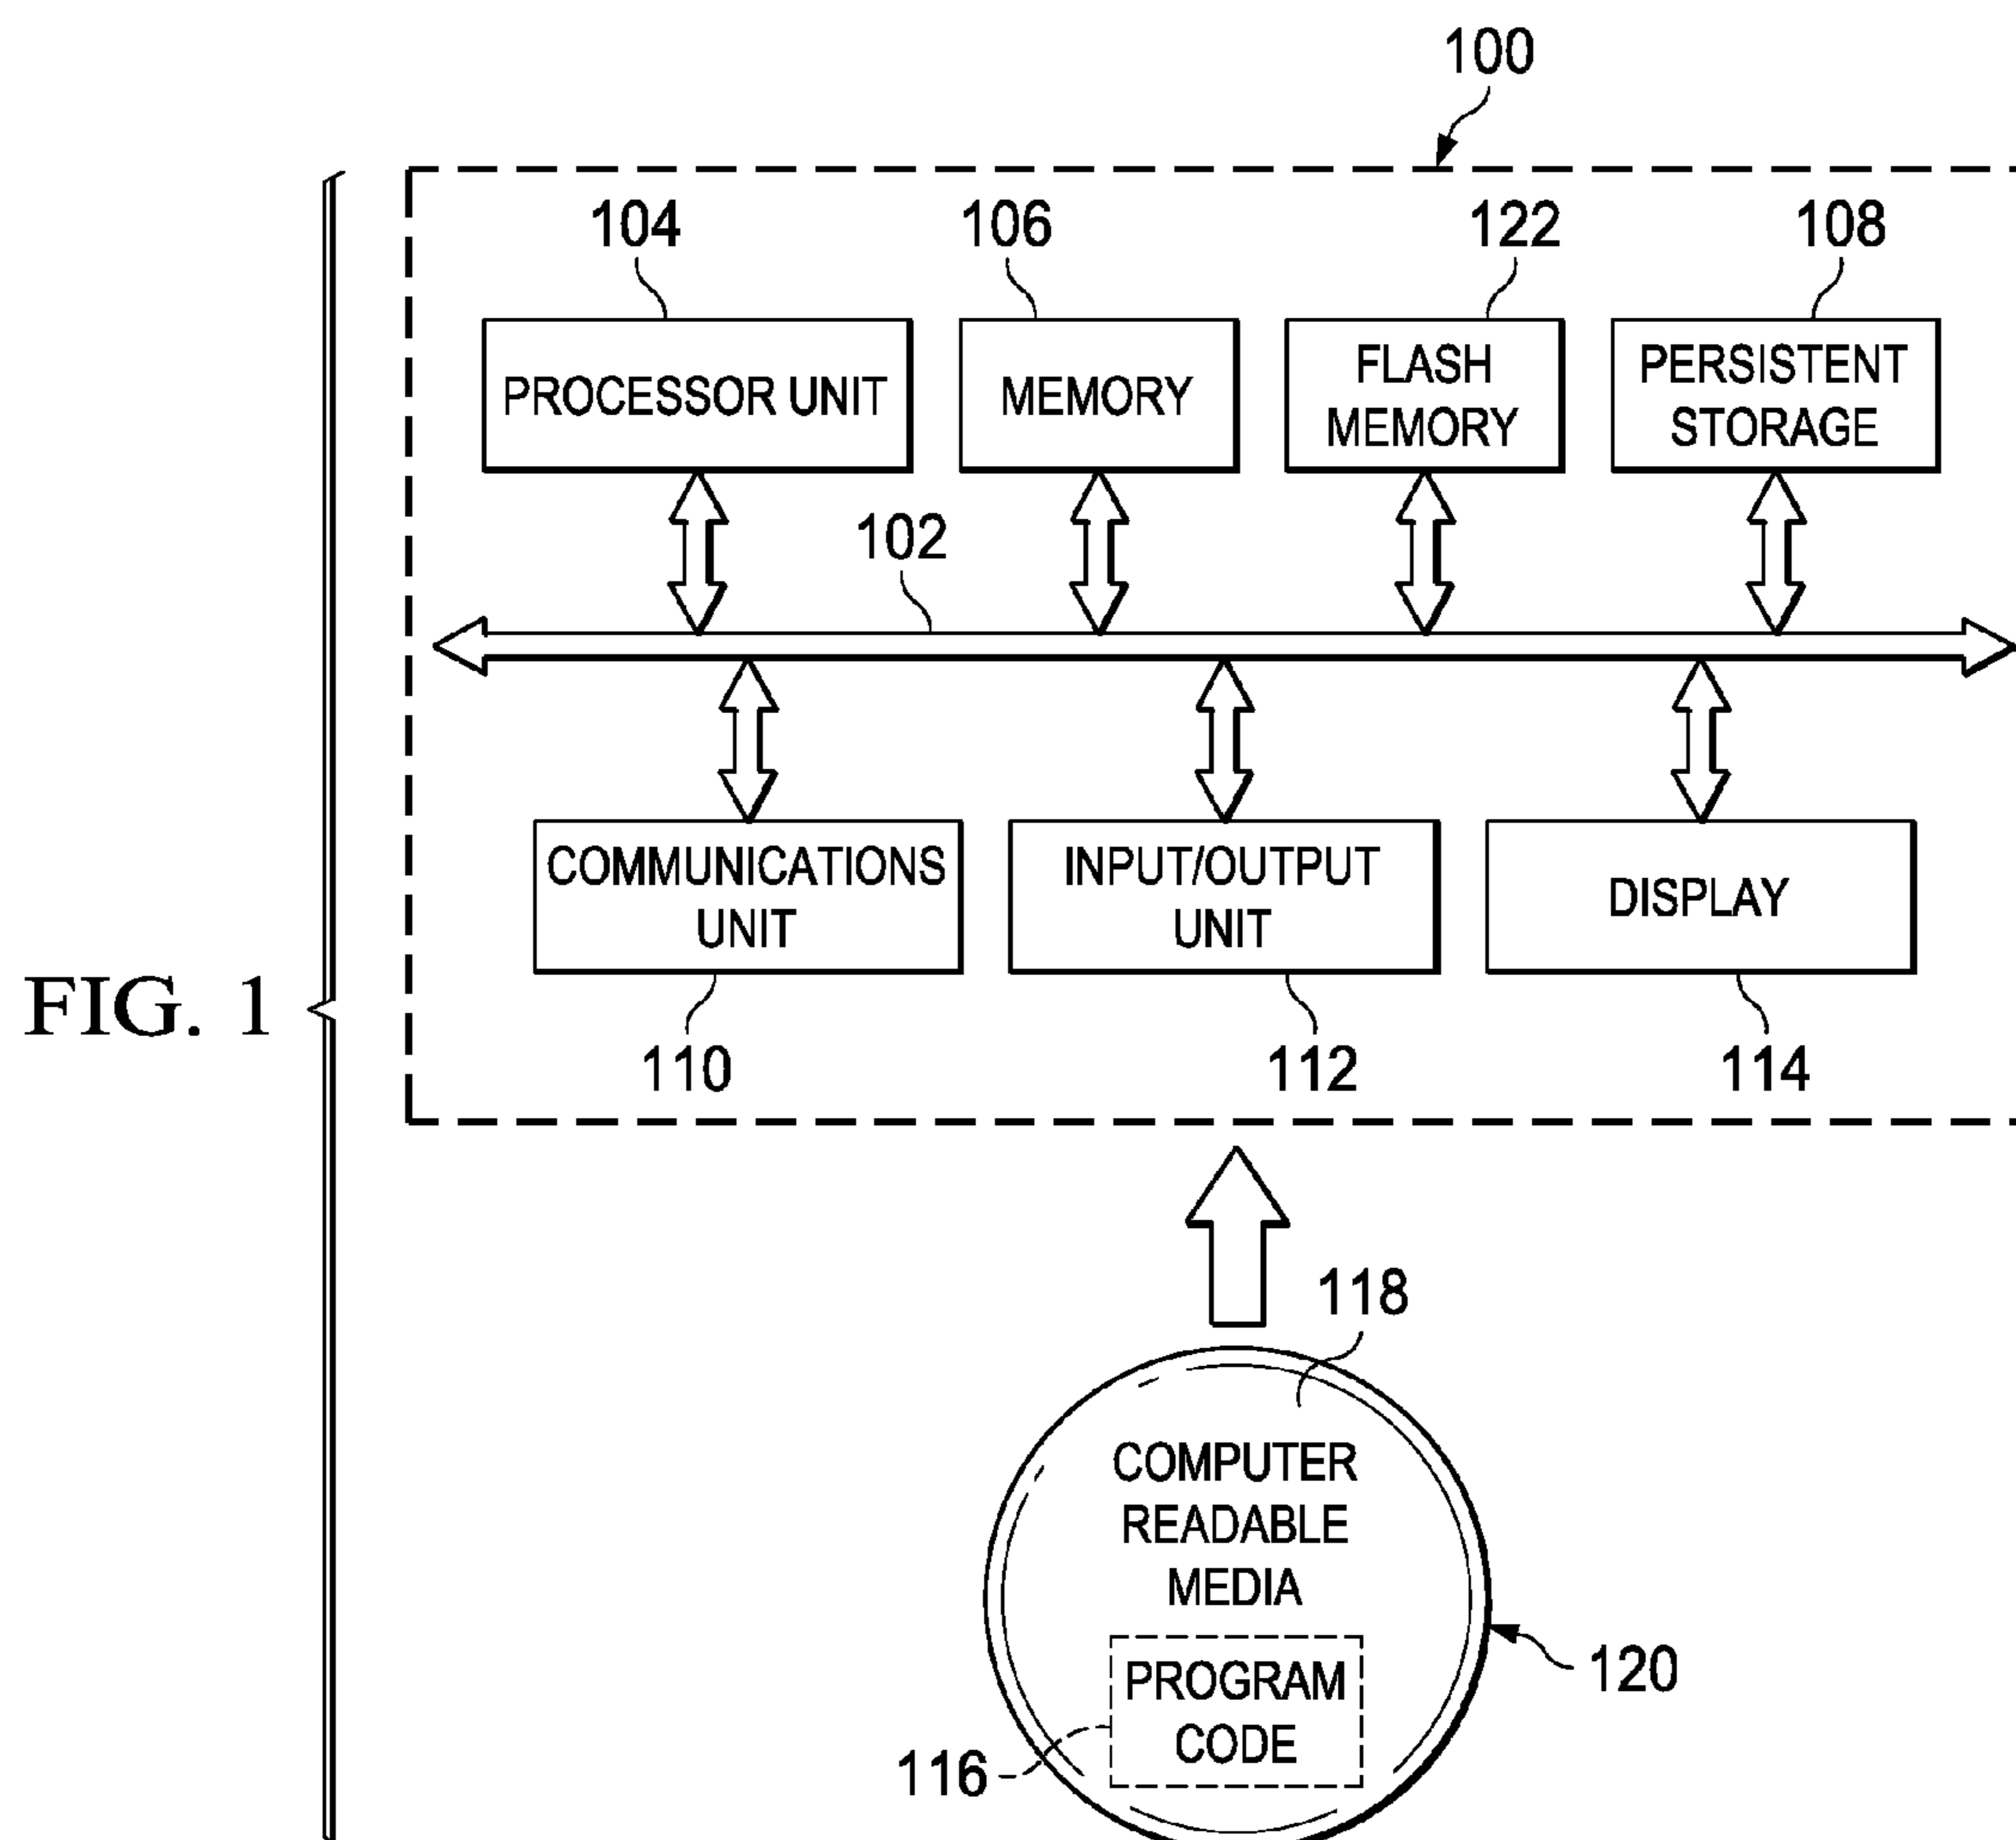 100
104
106
122
108
PROCESSOR UNIT
MEMORY
FLASH
MEMORY
PERSISTENT
STORAGE
102
COMMUNICATIONS
UNIT
INPUT/OUTPUT
UNIT
DISPLAY
FIG. 1
110
112
114
118
COMPUTER
READABLE
MEDIA
PROGRAM
CODE
120
116